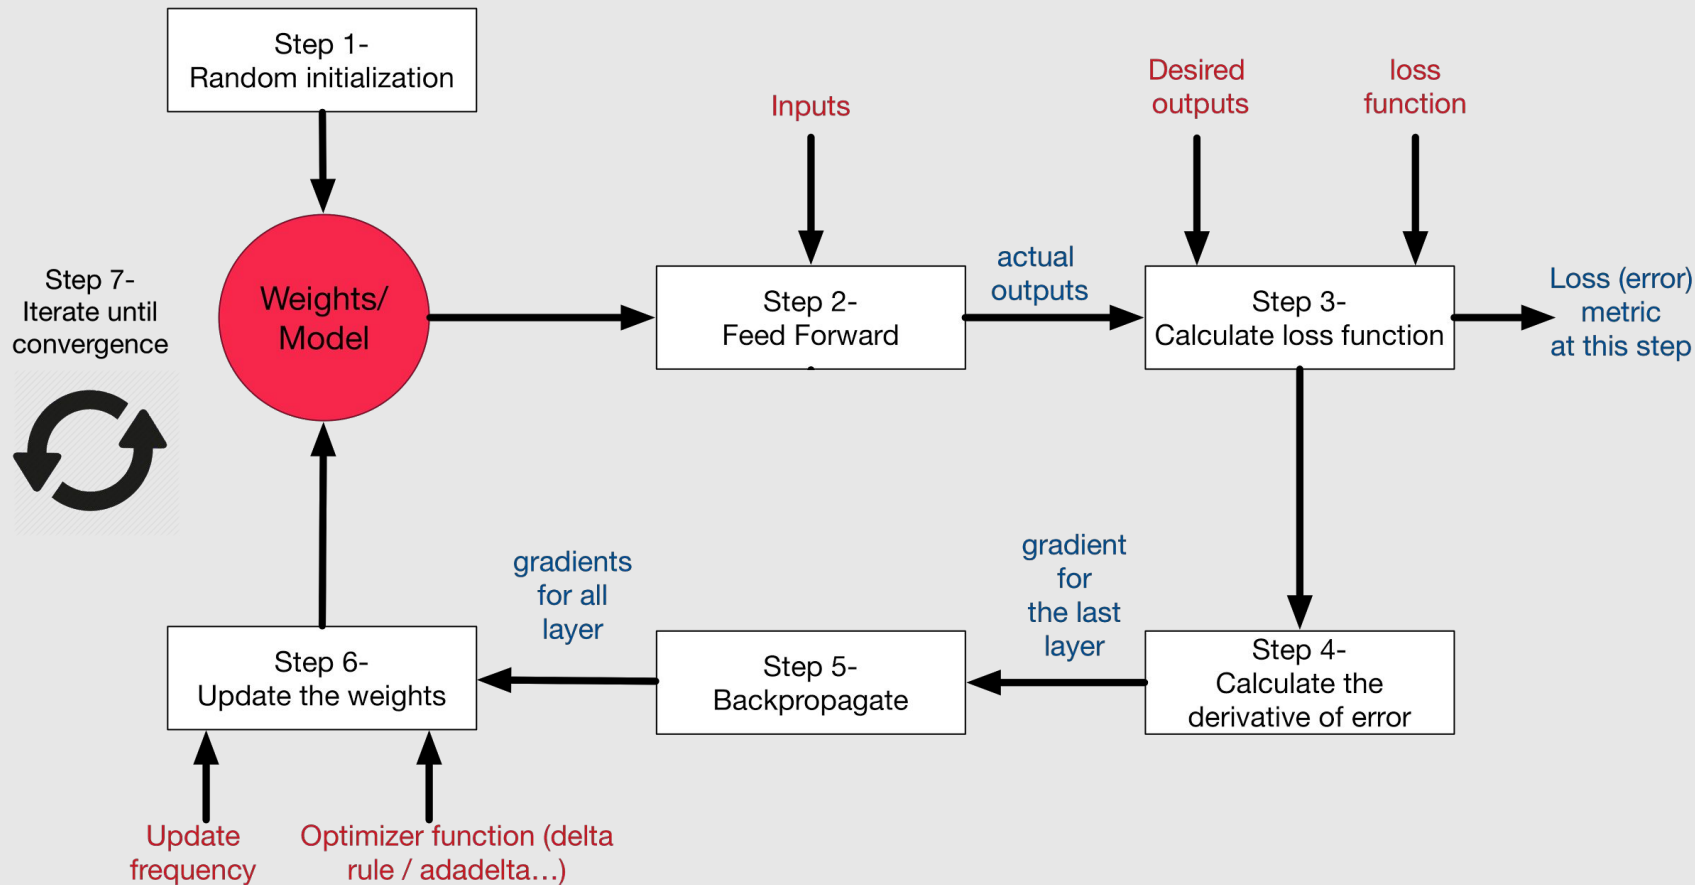 Step 1-
Random initialization
Inputs
Desired
outputs
loss
function
Step 7-
Iterate until
convergence
Weights/
Model
Step 2-
Feed Forward
actual
outputs
Step 3-
Calculate loss function
Loss (error)
metric
at this step
gradients
for all
layer
gradient
for
the last
layer
Step 6-
Update the weights
Step 5-
Backpropagate
Step 4-
Calculate the
derivative of error
Update
frequency
Optimizer function (delta
rule / adadelta…)